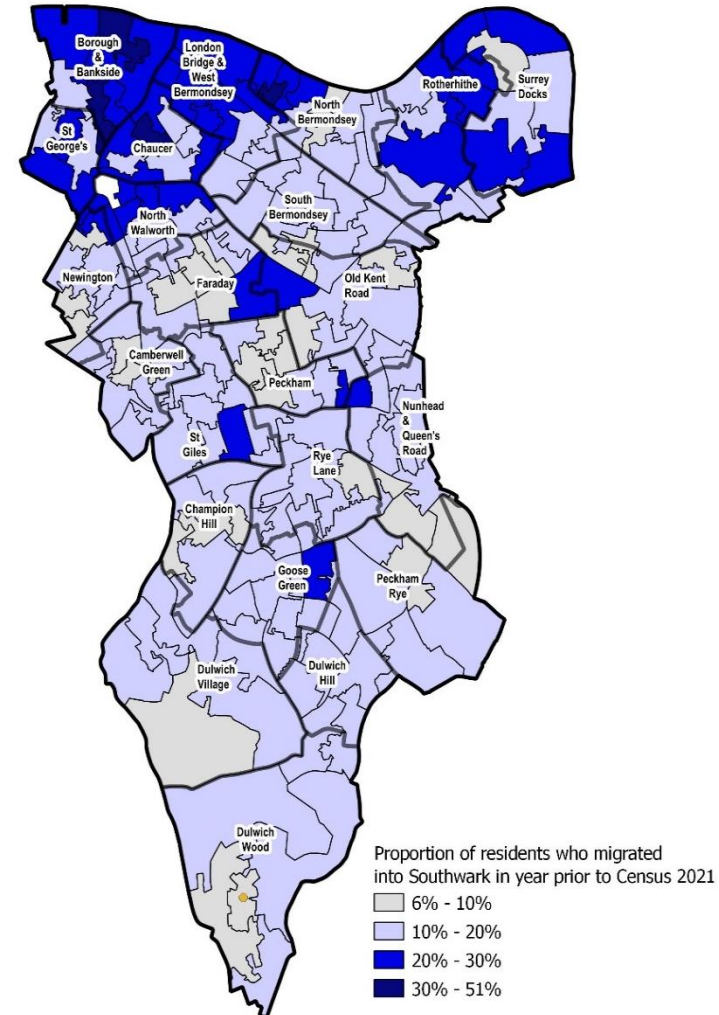 Borough
&
Bankside
London
Bridge &
West
Bermondsey
North
Bermondsey
Rotherhithe
Surrey
Docks
St
George's
Chaucer
North
Walworth
South
Bermondsey
Newington
Faraday
Old Kent
Road
Camberwell
Green
Peckham
Nunhead
&
Queen's
Road
St
Giles
Rye
Lane
Champion
Hill
Goose
Green
Peckham
Rye
Dulwich
Village
Dulwich
Hill
Dulwich
Wood
Proportion of residents who migrated
into Southwark in year prior to Census 2021
6% - 10%
10% - 20%
20% - 30%
30% - 51%